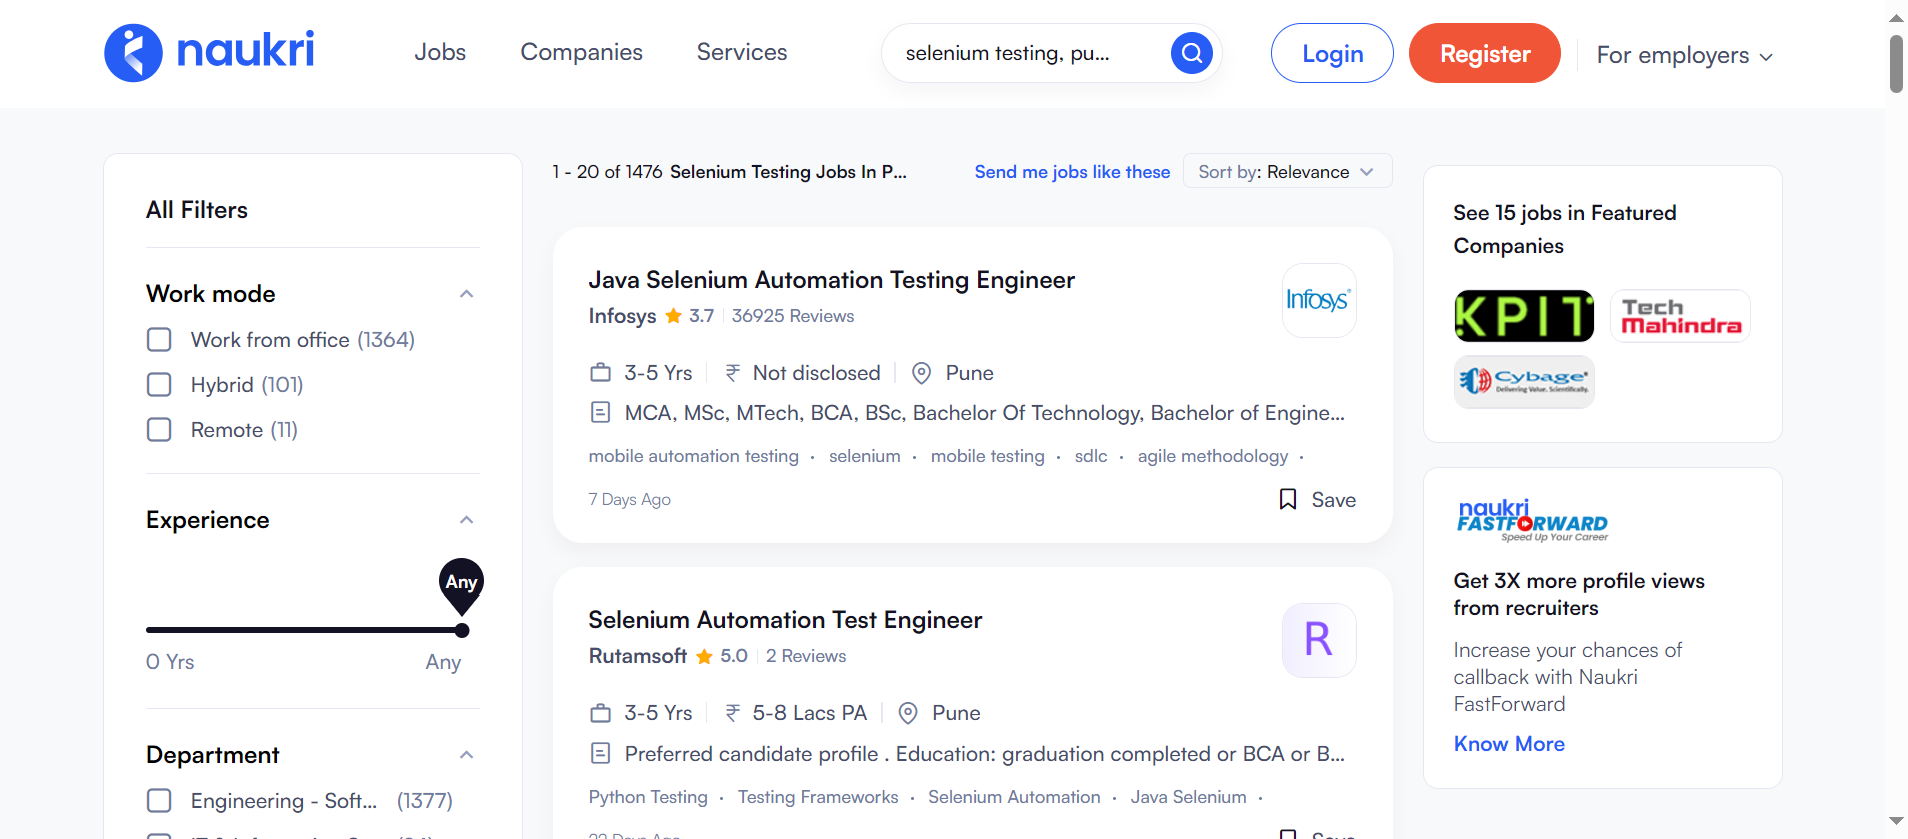 naukri
Jobs
Companies
Services
selenium testing, pu...
Login
Register
For employers
All Filters
Work mode
Work from office (1364)
Hybrid (101)
Remote (11)
Experience
Any
0 Yrs
Any
Department
Engineering - Soft... (1377)
1 - 20 of 1476 Selenium Testing Jobs In P...
Send me jobs like these
Sort by: Relevance
Java Selenium Automation Testing Engineer
Infosys 3.7 36925 Reviews
Infosys
3-5 Yrs ₹ Not disclosed Pune
MCA, MSc, MTech, BCA, BSc, Bachelor Of Technology, Bachelor of Engine...
mobile automation testing · selenium · mobile testing · sdlc · agile methodology ·
7 Days Ago
Save
Selenium Automation Test Engineer
Rutamsoft 5.0 2 Reviews
R
3-5 Yrs ₹ 5-8 Lacs PA Pune
Preferred candidate profile . Education: graduation completed or BCA or B...
Python Testing · Testing Frameworks · Selenium Automation · Java Selenium ·
Save
See 15 jobs in Featured
Companies
KPIT
Tech
Mahindra
Cybage
Delivering Value. Scientifically.
naukri
FASTFORWARD
Speed Up Your Career
Get 3X more profile views
from recruiters
Increase your chances of
callback with Naukri
FastForward
Know More